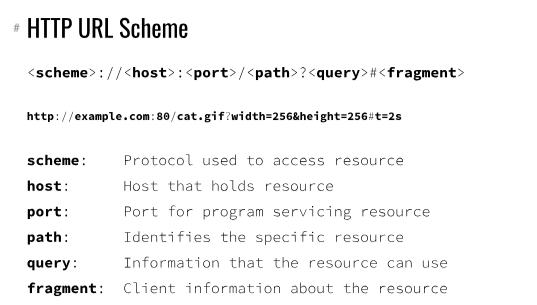 # HTTP URL Scheme
<scheme>://<host>:<port>/<path>?<query>#<fragment>
http://example.com:80/cat.gif?width=256&height=256#t=2s
scheme: Protocol used to access resource
host: Host that holds resource
port: Port for program servicing resource
path: Identifies the specific resource
query: Information that the resource can use
fragment: Client information about the resource